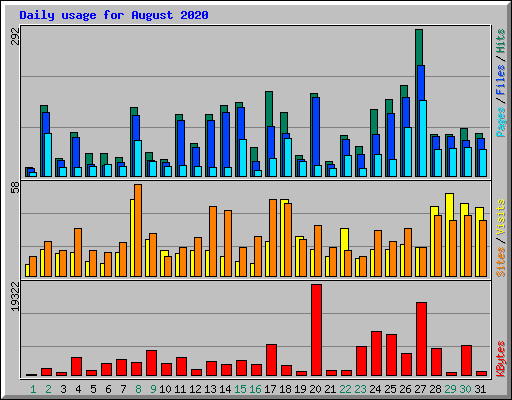 Daily usage for August 2020
292
Pages / Files / Hits
58
Sites / Visits
19322
KBytes
1 2 3 4 5 6 7 8 9 10 11 12 13 14 15 16 17 18 19 20 21 22 23 24 25 26 27 28 29 30 31